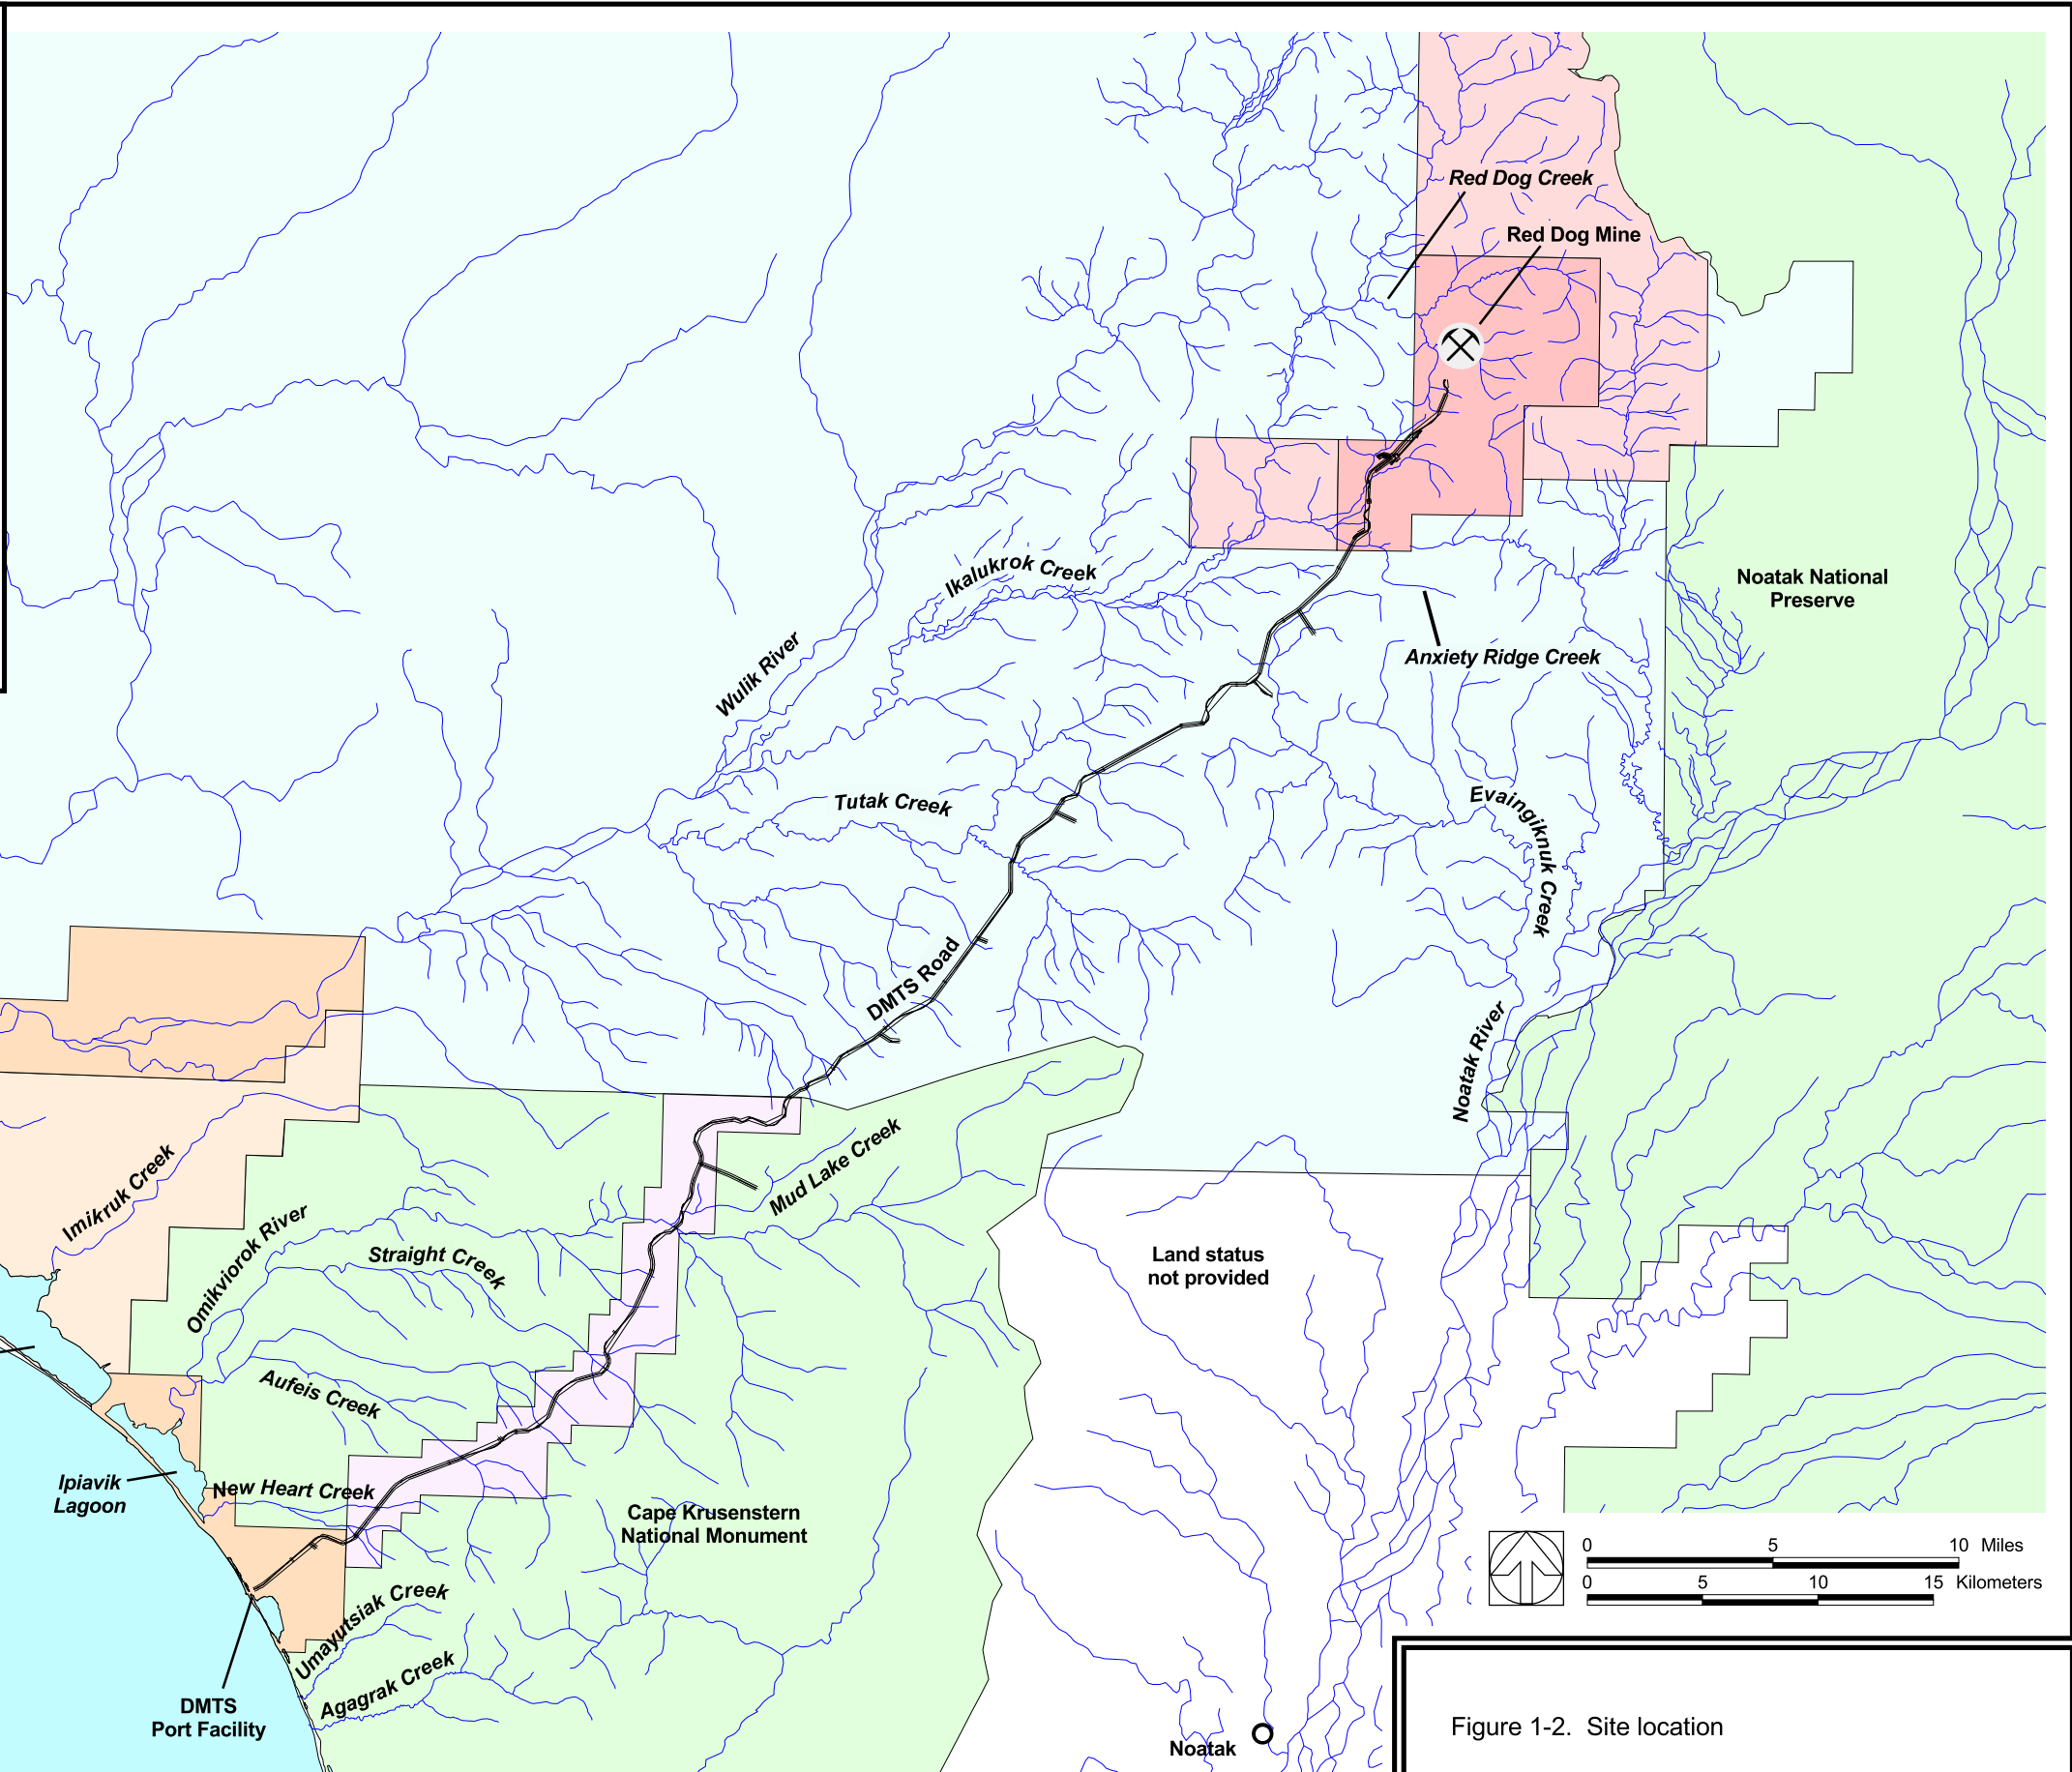 Red Dog Creek
Red Dog Mine
Ikalukrok Creek
Noatak National
Preserve
Wulik River
Anxiety Ridge Creek
Tutak Creek
Evaingiknuk Creek
DMTS Road
Noatak River
Mud Lake Creek
Imikruk Creek
Omikviorok River
Straight Creek
Land status
not provided
Aufeis Creek
Ipiavik
Lagoon
New Heart Creek
Cape Krusenstern
National Monument
0 5 10 Miles
0 5 10 15 Kilometers
Umayutsiak Creek
Agagrak Creek
DMTS
Port Facility
Noatak
Figure 1-2. Site location